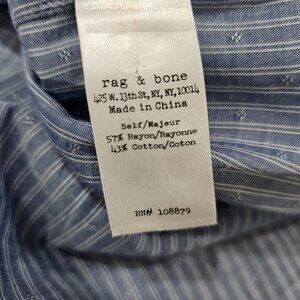 rag & bone
425 W. 13th St, NY, NY, 10014
Made in China
Self/Majeur
57% Rayon/Rayonne
43% Cotton/Coton
RN# 108879